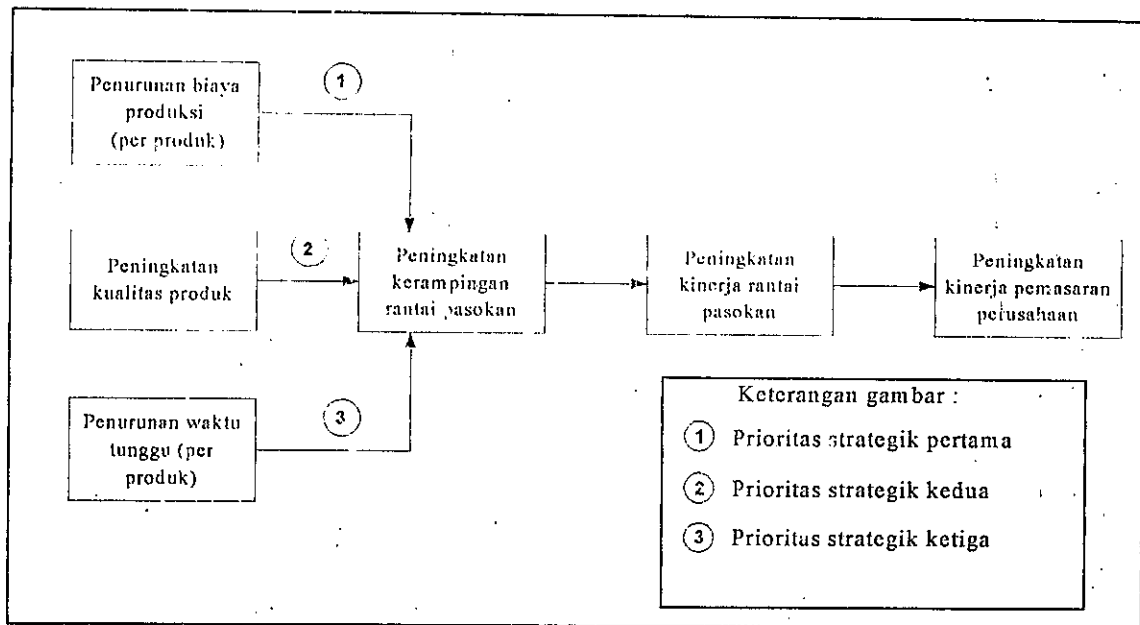 Penurunan biaya
produksi
(per produk)
1
Peningkatan
kualitas produk
2
Penurunan waktu
tunggu (per
produk)
3
Peningkatan
kerampingan
rantai pasokan
Peningkatan
kinerja rantai
pasokan
Peningkatan
kinerja pemasaran
perusahaan
Keterangan gambar :
1 Prioritas strategik pertama
2 Prioritas strategik kedua
3 Prioritus strategik ketiga